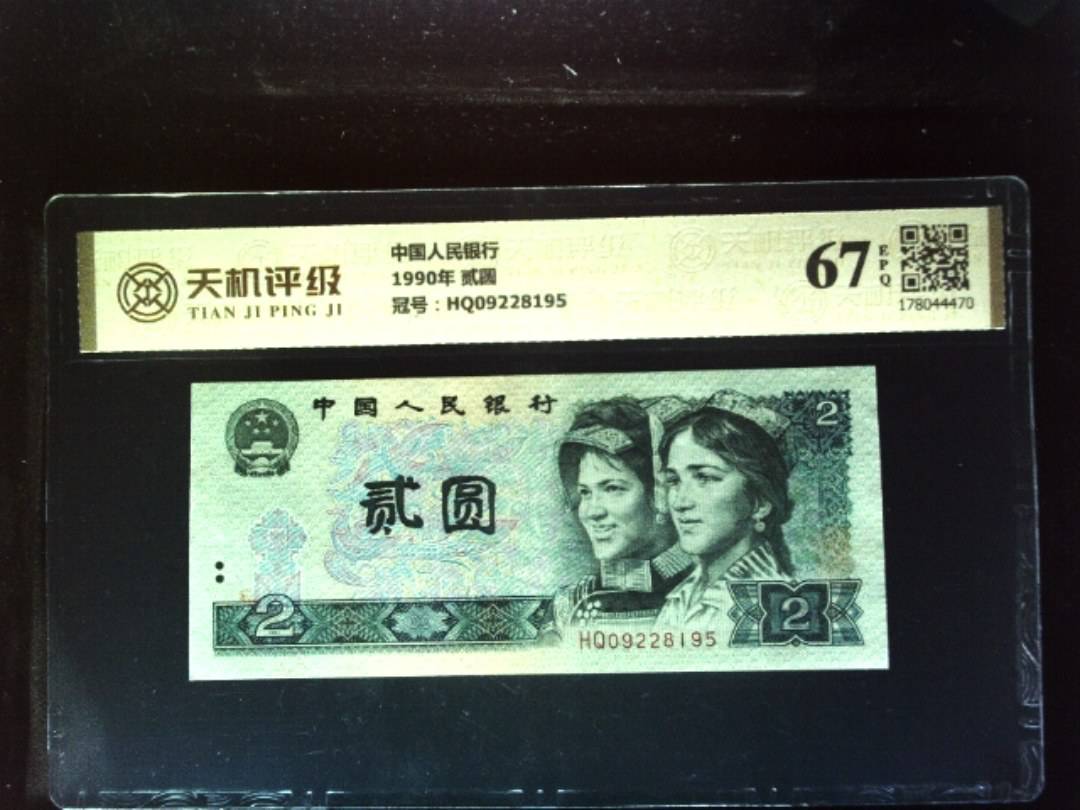 天机评级
TIAN JI PING JI
中国人民银行
1990年 贰圆
冠号：HQ09228195
67
EPQ
178044470
中国人民银行
2
贰圆
2
HQ09228195
2